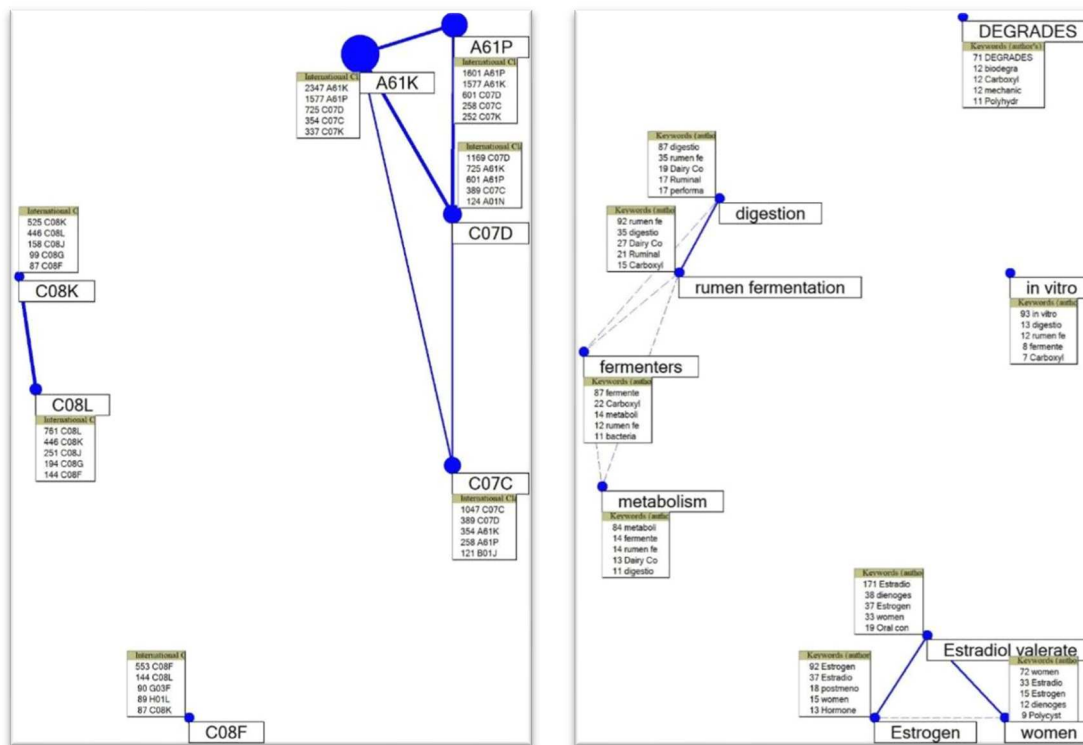 A61P
International Cl
1601 A61P
1577 A61K
601 C07D
258 C07C
252 C07K
A61K
International Cl
2347 A61K
1577 A61P
725 C07D
354 C07C
337 C07K
1169 C07D
725 A61K
601 A61P
389 C07C
124 A01N
C07D
International C
525 C08K
446 C08L
158 C08J
99 C08G
87 C08F
C08K
C08L
International C
761 C08L
446 C08K
251 C08J
194 C08G
144 C08F
C07C
International Cl
1047 C07C
389 C07D
354 A61K
258 A61P
121 B01J
International C
553 C08F
144 C08L
90 G03F
89 H01L
87 C08K
C08F
DEGRADES
Keywords (author's)
71 DEGRADES
12 biodegra
12 Carboxyl
12 mechanic
11 Polyhydr
Keywords (autho
87 digestio
35 rumen fe
19 Dairy Co
17 Ruminal
17 performa
digestion
Keywords (autho
92 rumen fe
35 digestio
27 Dairy Co
21 Ruminal
15 Carboxyl
rumen fermentation
in vitro
Keywords (autho
93 in vitro
13 digestio
12 rumen fe
8 fermente
7 Carboxyl
fermenters
Keywords (autho
87 fermente
22 Carboxyl
14 metaboli
12 rumen fe
11 bacteria
metabolism
Keywords (autho
84 metaboli
14 fermente
14 rumen fe
13 Dairy Co
11 digestio
Keywords (autho
171 Estradio
38 dienoges
37 Estrogen
33 women
19 Oral con
Estradiol valerate
Keywords (author
92 Estrogen
37 Estradio
18 postmeno
15 women
13 Hormone
Estrogen
Keywords (author
72 women
33 Estradio
15 Estrogen
12 dienoges
9 Polycyst
women